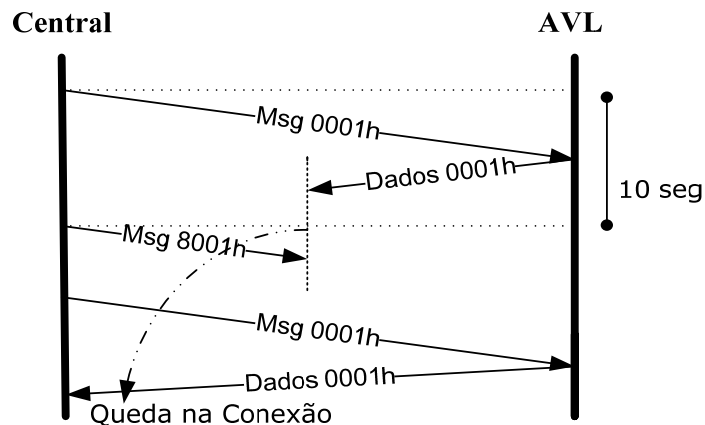 Central
AVL
Msg 0001h
Dados 0001h
10 seg
Msg 8001h
Msg 0001h
Dados 0001h
Queda na Conexão